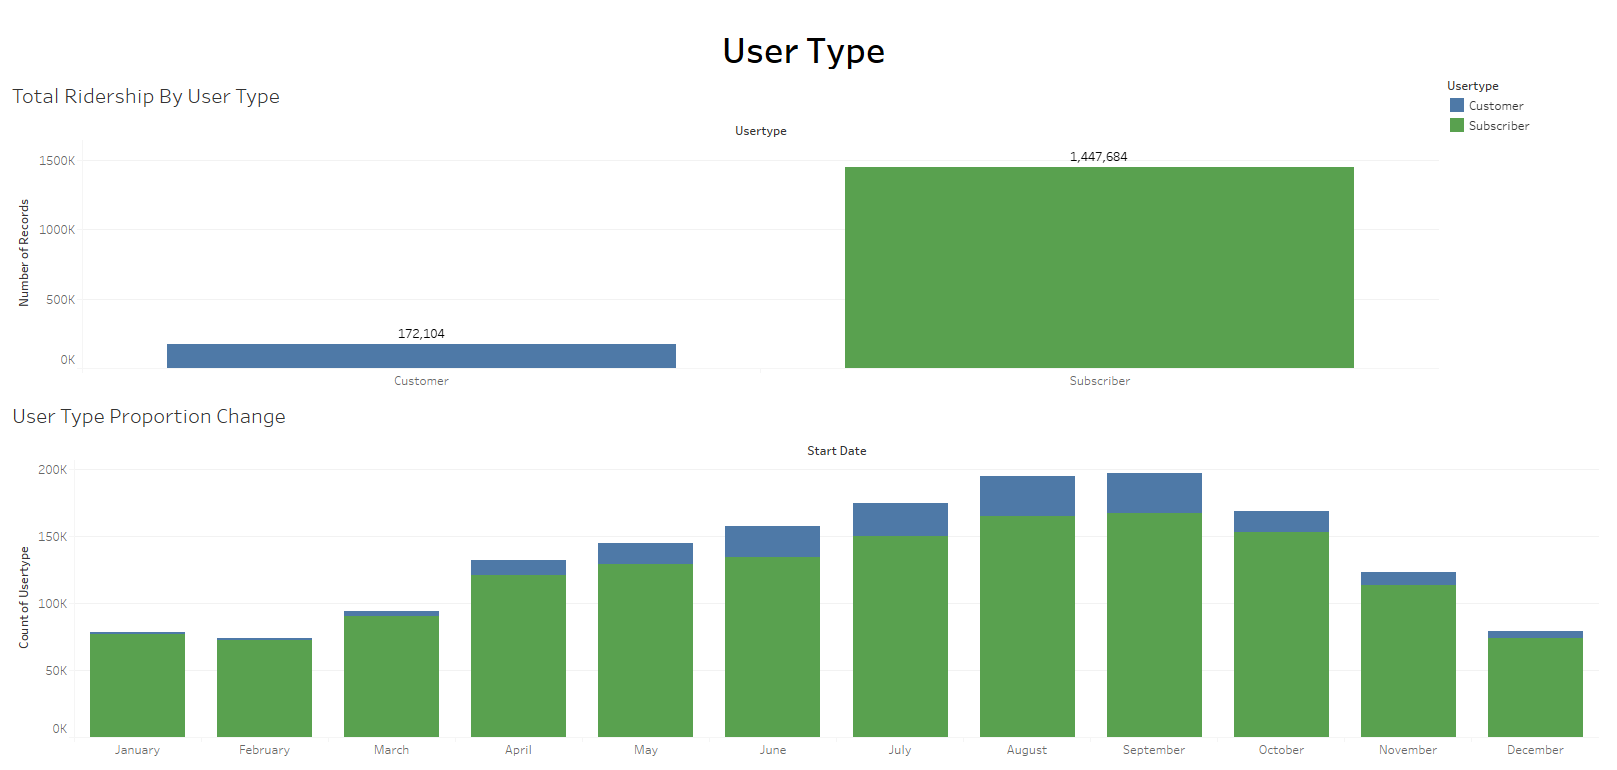 User Type
Total Ridership By User Type
Usertype
Customer
Subscriber
Usertype
1500K
1000K
500K
0K
Number of Records
172,104
1,447,684
Customer
Subscriber
User Type Proportion Change
Start Date
200K
150K
100K
50K
0K
Count of Usertype
January
February
March
April
May
June
July
August
September
October
November
December